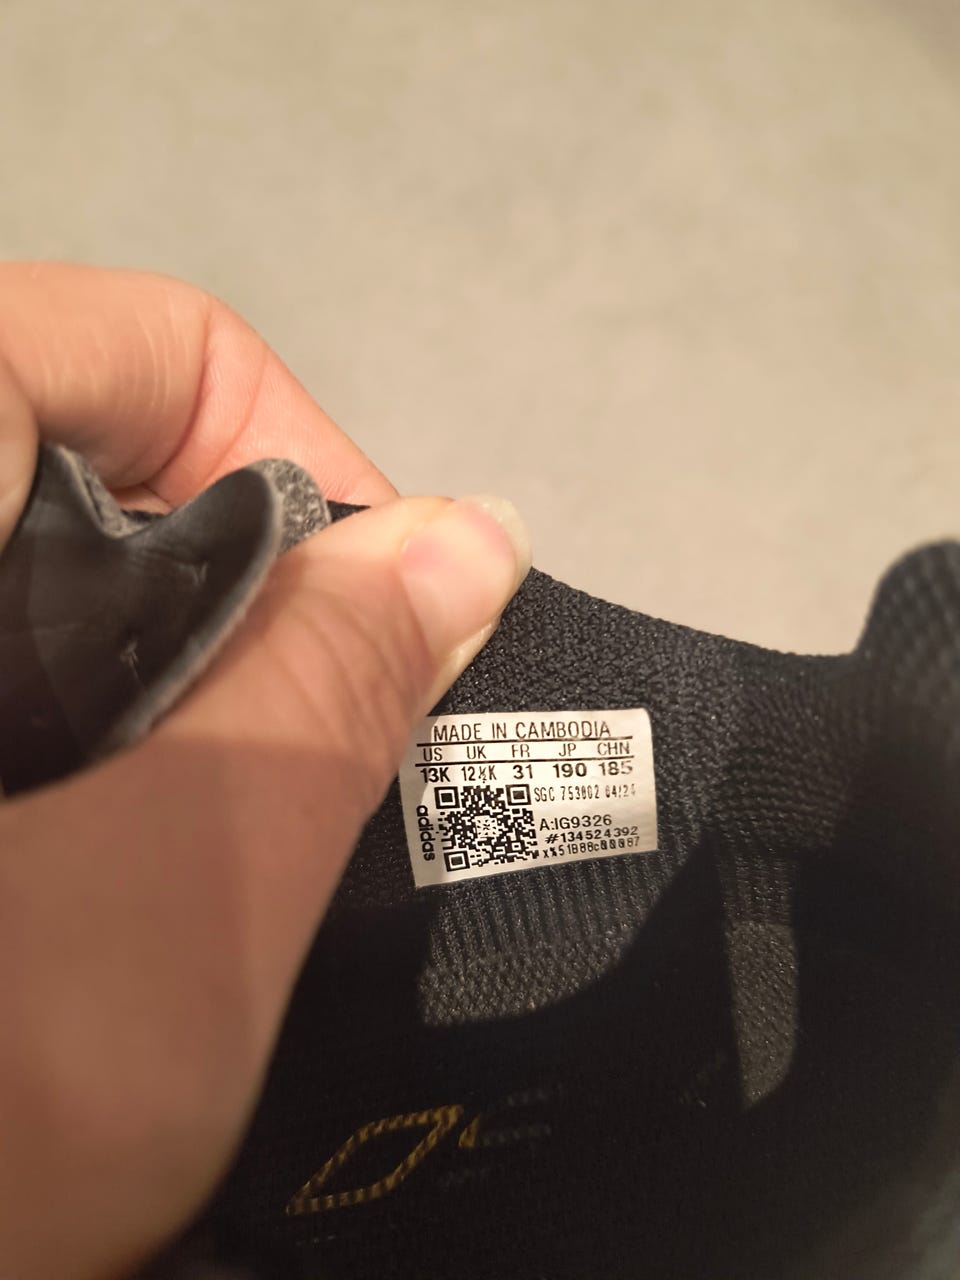 MADE IN CAMBODIA
US UK FR JP CHN
13K 12½K 31 190 185
SGC 753802 04/24
adidas
A:IG9326
#134524392